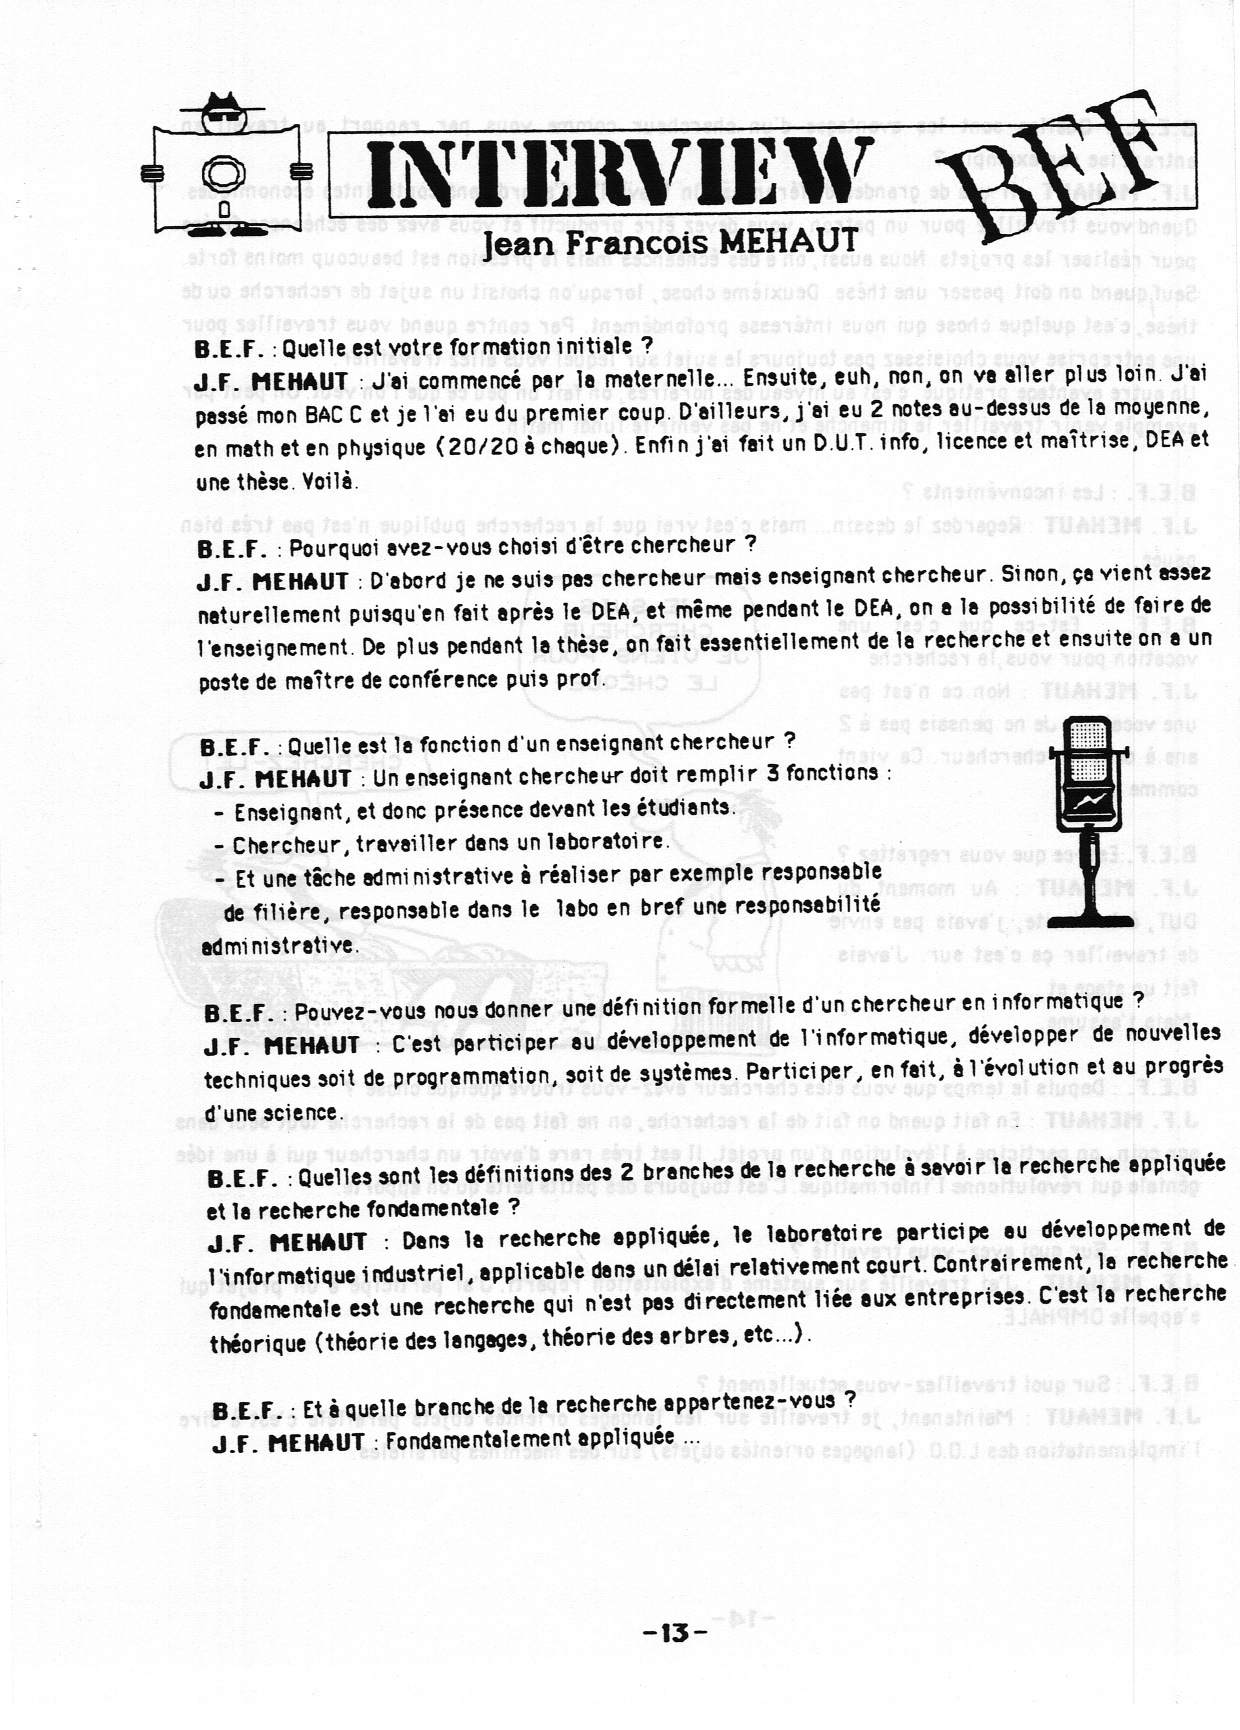 INTERVIEW BEF
Jean Francois MEHAUT
B.E.F. : Quelle est votre formation initiale ?
J.F. MEHAUT : J'ai commencé par la maternelle... Ensuite, euh, non, on va aller plus loin. J'ai
passé mon BAC C et je l'ai eu du premier coup. D'ailleurs, j'ai eu 2 notes au-dessus de la moyenne,
en math et en physique (20/20 à chaque). Enfin j'ai fait un D.U.T. info, licence et maîtrise, DEA et
une thèse. Voilà.
B.E.F. : Pourquoi avez-vous choisi d'être chercheur ?
J.F. MEHAUT : D'abord je ne suis pas chercheur mais enseignant chercheur. Sinon, ça vient assez
naturellement puisqu'en fait après le DEA, et même pendant le DEA, on a la possibilité de faire de
l'enseignement. De plus pendant la thèse, on fait essentiellement de la recherche et ensuite on a un
poste de maître de conférence puis prof.
B.E.F. : Quelle est la fonction d'un enseignant chercheur ?
J.F. MEHAUT : Un enseignant chercheur doit remplir 3 fonctions :
- Enseignant, et donc présence devant les étudiants.
- Chercheur, travailler dans un laboratoire.
- Et une tâche administrative à réaliser par exemple responsable
de filière, responsable dans le labo en bref une responsabilité
administrative.
B.E.F. : Pouvez-vous nous donner une définition formelle d'un chercheur en informatique ?
J.F. MEHAUT : C'est participer au développement de l'informatique, développer de nouvelles
techniques soit de programmation, soit de systèmes. Participer, en fait, à l'évolution et au progrès
d'une science.
B.E.F. : Quelles sont les définitions des 2 branches de la recherche à savoir la recherche appliquée
et la recherche fondamentale ?
J.F. MEHAUT : Dans la recherche appliquée, le laboratoire participe au développement de
l'informatique industriel, applicable dans un délai relativement court. Contrairement, la recherche
fondamentale est une recherche qui n'est pas directement liée aux entreprises. C'est la recherche
théorique (théorie des langages, théorie des arbres, etc...).
B.E.F. : Et à quelle branche de la recherche appartenez-vous ?
J.F. MEHAUT : Fondamentalement appliquée ...
-13-